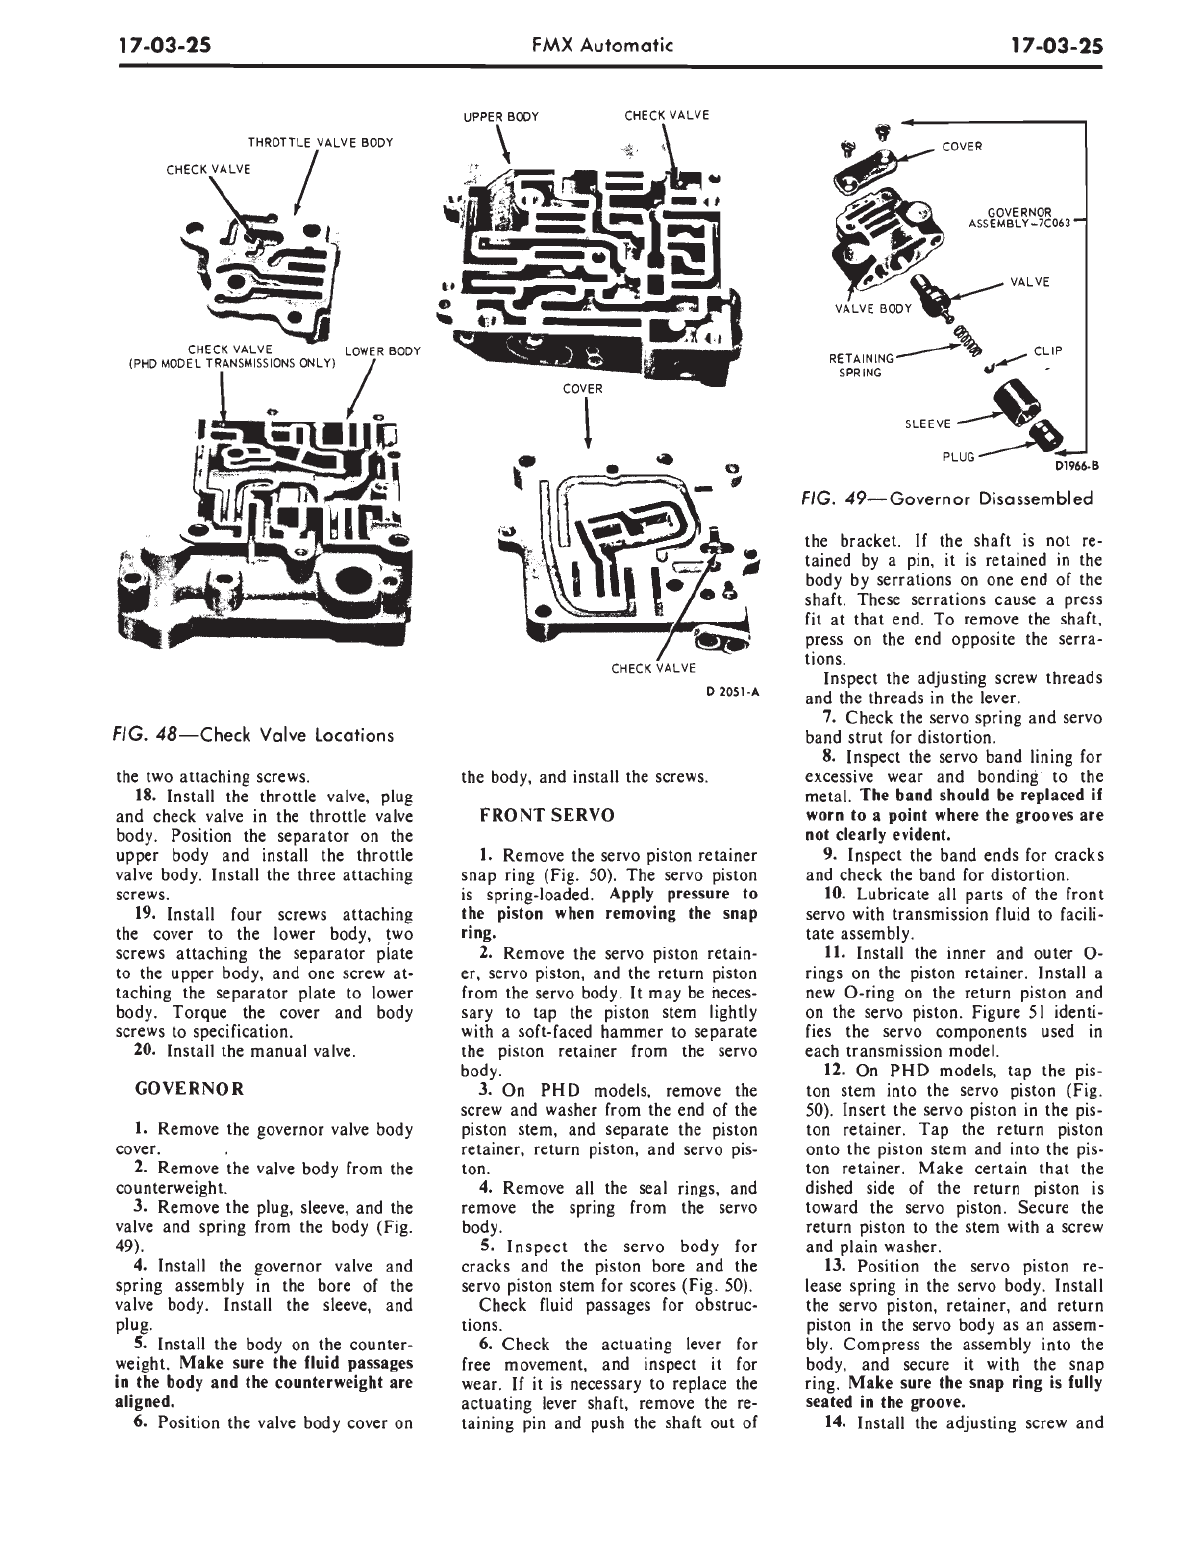 17-03-25
FMX Automatic
17-03-25
THROTTLE VALVE BODY
CHECK VALVE
CHECK VALVE
(PHD MODEL TRANSMISSIONS ONLY)
LOWER BODY
UPPER BODY
CHECK VALVE
COVER
CHECK VALVE
D 2051-A
FIG. 48—Check Valve Locations
COVER
GOVERNOR
ASSEMBLY-7C063
VALVE
VALVE BODY
RETAINING
SPRING
CLIP
SLEEVE
PLUG
D1966-B
FIG. 49—Governor Disassembled
the two attaching screws.
18. Install the throttle valve, plug
and check valve in the throttle valve
body. Position the separator on the
upper body and install the throttle
valve body. Install the three attaching
screws.
19. Install four screws attaching
the cover to the lower body, two
screws attaching the separator plate
to the upper body, and one screw at-
taching the separator plate to lower
body. Torque the cover and body
screws to specification.
20. Install the manual valve.
GOVERNOR
1. Remove the governor valve body
cover.
2. Remove the valve body from the
counterweight.
3. Remove the plug, sleeve, and the
valve and spring from the body (Fig.
49).
4. Install the governor valve and
spring assembly in the bore of the
valve body. Install the sleeve, and
plug.
5. Install the body on the counter-
weight. Make sure the fluid passages
in the body and the counterweight are
aligned.
6. Position the valve body cover on
the body, and install the screws.
FRONT SERVO
1. Remove the servo piston retainer
snap ring (Fig. 50). The servo piston
is spring-loaded. Apply pressure to
the piston when removing the snap
ring.
2. Remove the servo piston retain-
er, servo piston, and the return piston
from the servo body. It may be neces-
sary to tap the piston stem lightly
with a soft-faced hammer to separate
the piston retainer from the servo
body.
3. On PHD models, remove the
screw and washer from the end of the
piston stem, and separate the piston
retainer, return piston, and servo pis-
ton.
4. Remove all the seal rings, and
remove the spring from the servo
body.
5. Inspect the servo body for
cracks and the piston bore and the
servo piston stem for scores (Fig. 50).
Check fluid passages for obstruc-
tions.
6. Check the actuating lever for
free movement, and inspect it for
wear. If it is necessary to replace the
actuating lever shaft, remove the re-
taining pin and push the shaft out of
the bracket. If the shaft is not re-
tained by a pin, it is retained in the
body by serrations on one end of the
shaft. These serrations cause a press
fit at that end. To remove the shaft,
press on the end opposite the serra-
tions.
Inspect the adjusting screw threads
and the threads in the lever.
7. Check the servo spring and servo
band strut for distortion.
8. Inspect the servo band lining for
excessive wear and bonding to the
metal. The band should be replaced if
worn to a point where the grooves are
not clearly evident.
9. Inspect the band ends for cracks
and check the band for distortion.
10. Lubricate all parts of the front
servo with transmission fluid to facili-
tate assembly.
11. Install the inner and outer O-
rings on the piston retainer. Install a
new O-ring on the return piston and
on the servo piston. Figure 51 identi-
fies the servo components used in
each transmission model.
12. On PHD models, tap the pis-
ton stem into the servo piston (Fig.
50). Insert the servo piston in the pis-
ton retainer. Tap the return piston
onto the piston stem and into the pis-
ton retainer. Make certain that the
dished side of the return piston is
toward the servo piston. Secure the
return piston to the stem with a screw
and plain washer.
13. Position the servo piston re-
lease spring in the servo body. Install
the servo piston, retainer, and return
piston in the servo body as an assem-
bly. Compress the assembly into the
body, and secure it with the snap
ring. Make sure the snap ring is fully
seated in the groove.
14. Install the adjusting screw and